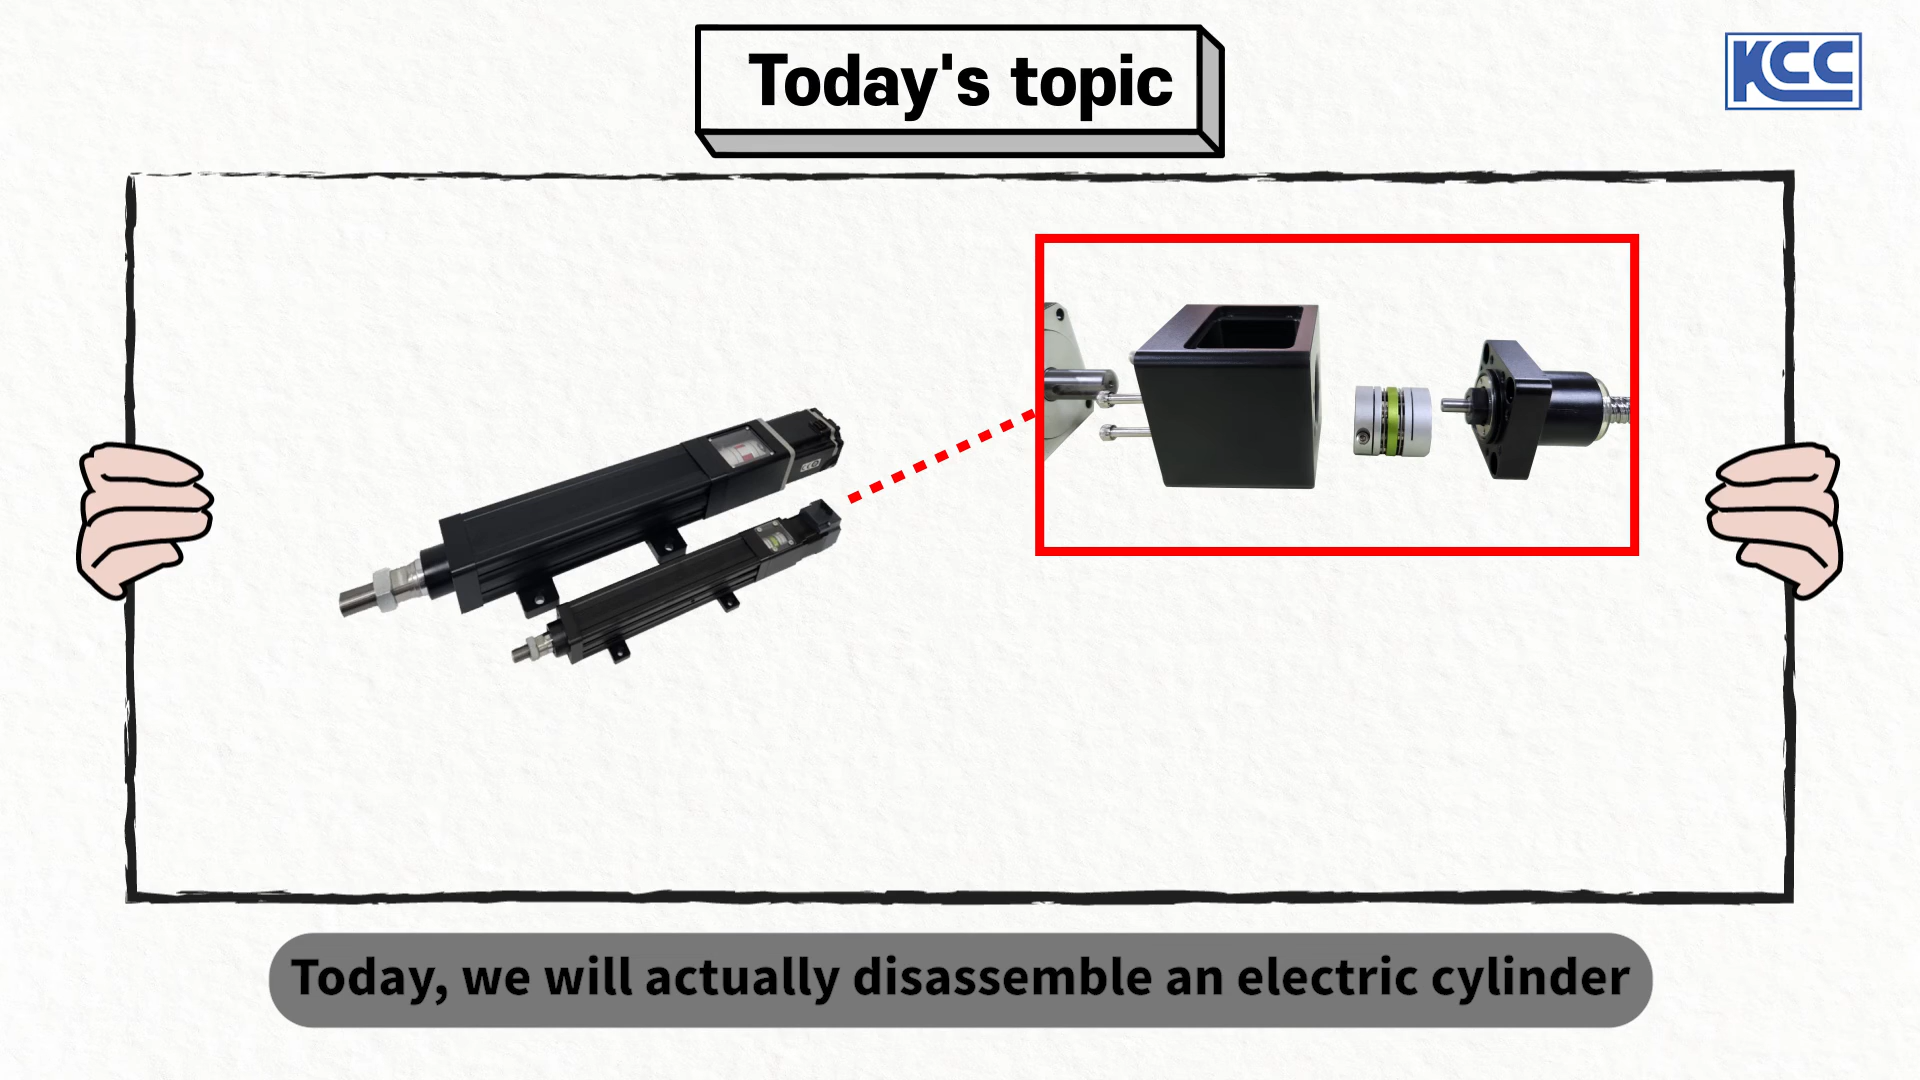 Today's topic
KCC
Today, we will actually disassemble an electric cylinder